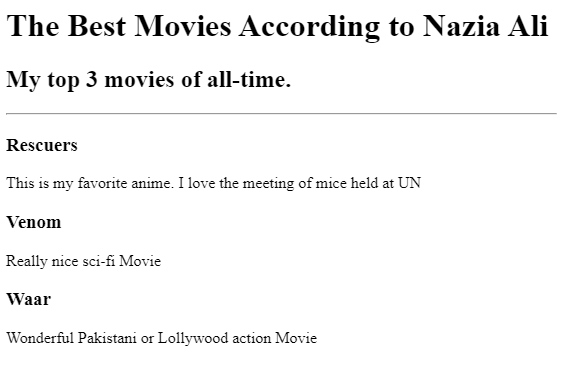 The Best Movies According to Nazia Ali
My top 3 movies of all-time.
Rescuers
This is my favorite anime. I love the meeting of mice held at UN
Venom
Really nice sci-fi Movie
Waar
Wonderful Pakistani or Lollywood action Movie